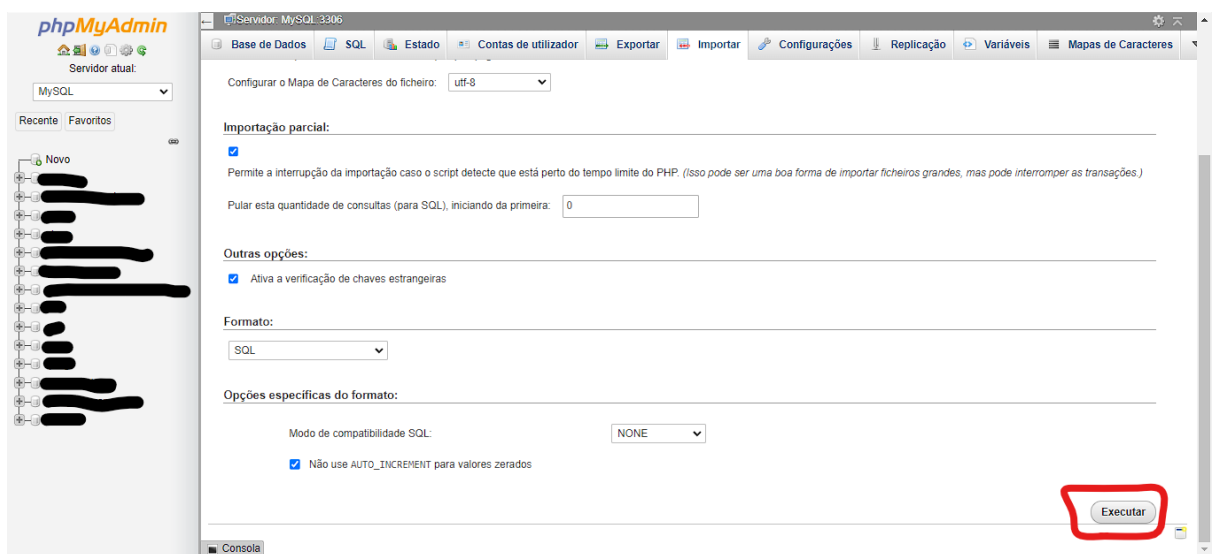 phpMyAdmin
Servidor atual:
MySQL
Recente Favoritos
Novo
Servidor: MySQL:3306
Base de Dados SQL Estado Contas de utilizador Exportar Importar Configurações Replicação Variáveis Mapas de Caracteres
Configurar o Mapa de Caracteres do ficheiro: utf-8
Importação parcial:
Permite a interrupção da importação caso o script detecte que está perto do tempo limite do PHP. (Isso pode ser uma boa forma de importar ficheiros grandes, mas pode interromper as transações.)
Pular esta quantidade de consultas (para SQL), iniciando da primeira: 0
Outras opções:
Ativa a verificação de chaves estrangeiras
Formato:
SQL
Opções específicas do formato:
Modo de compatibilidade SQL: NONE
Não use AUTO_INCREMENT para valores zerados
Executar
Consola